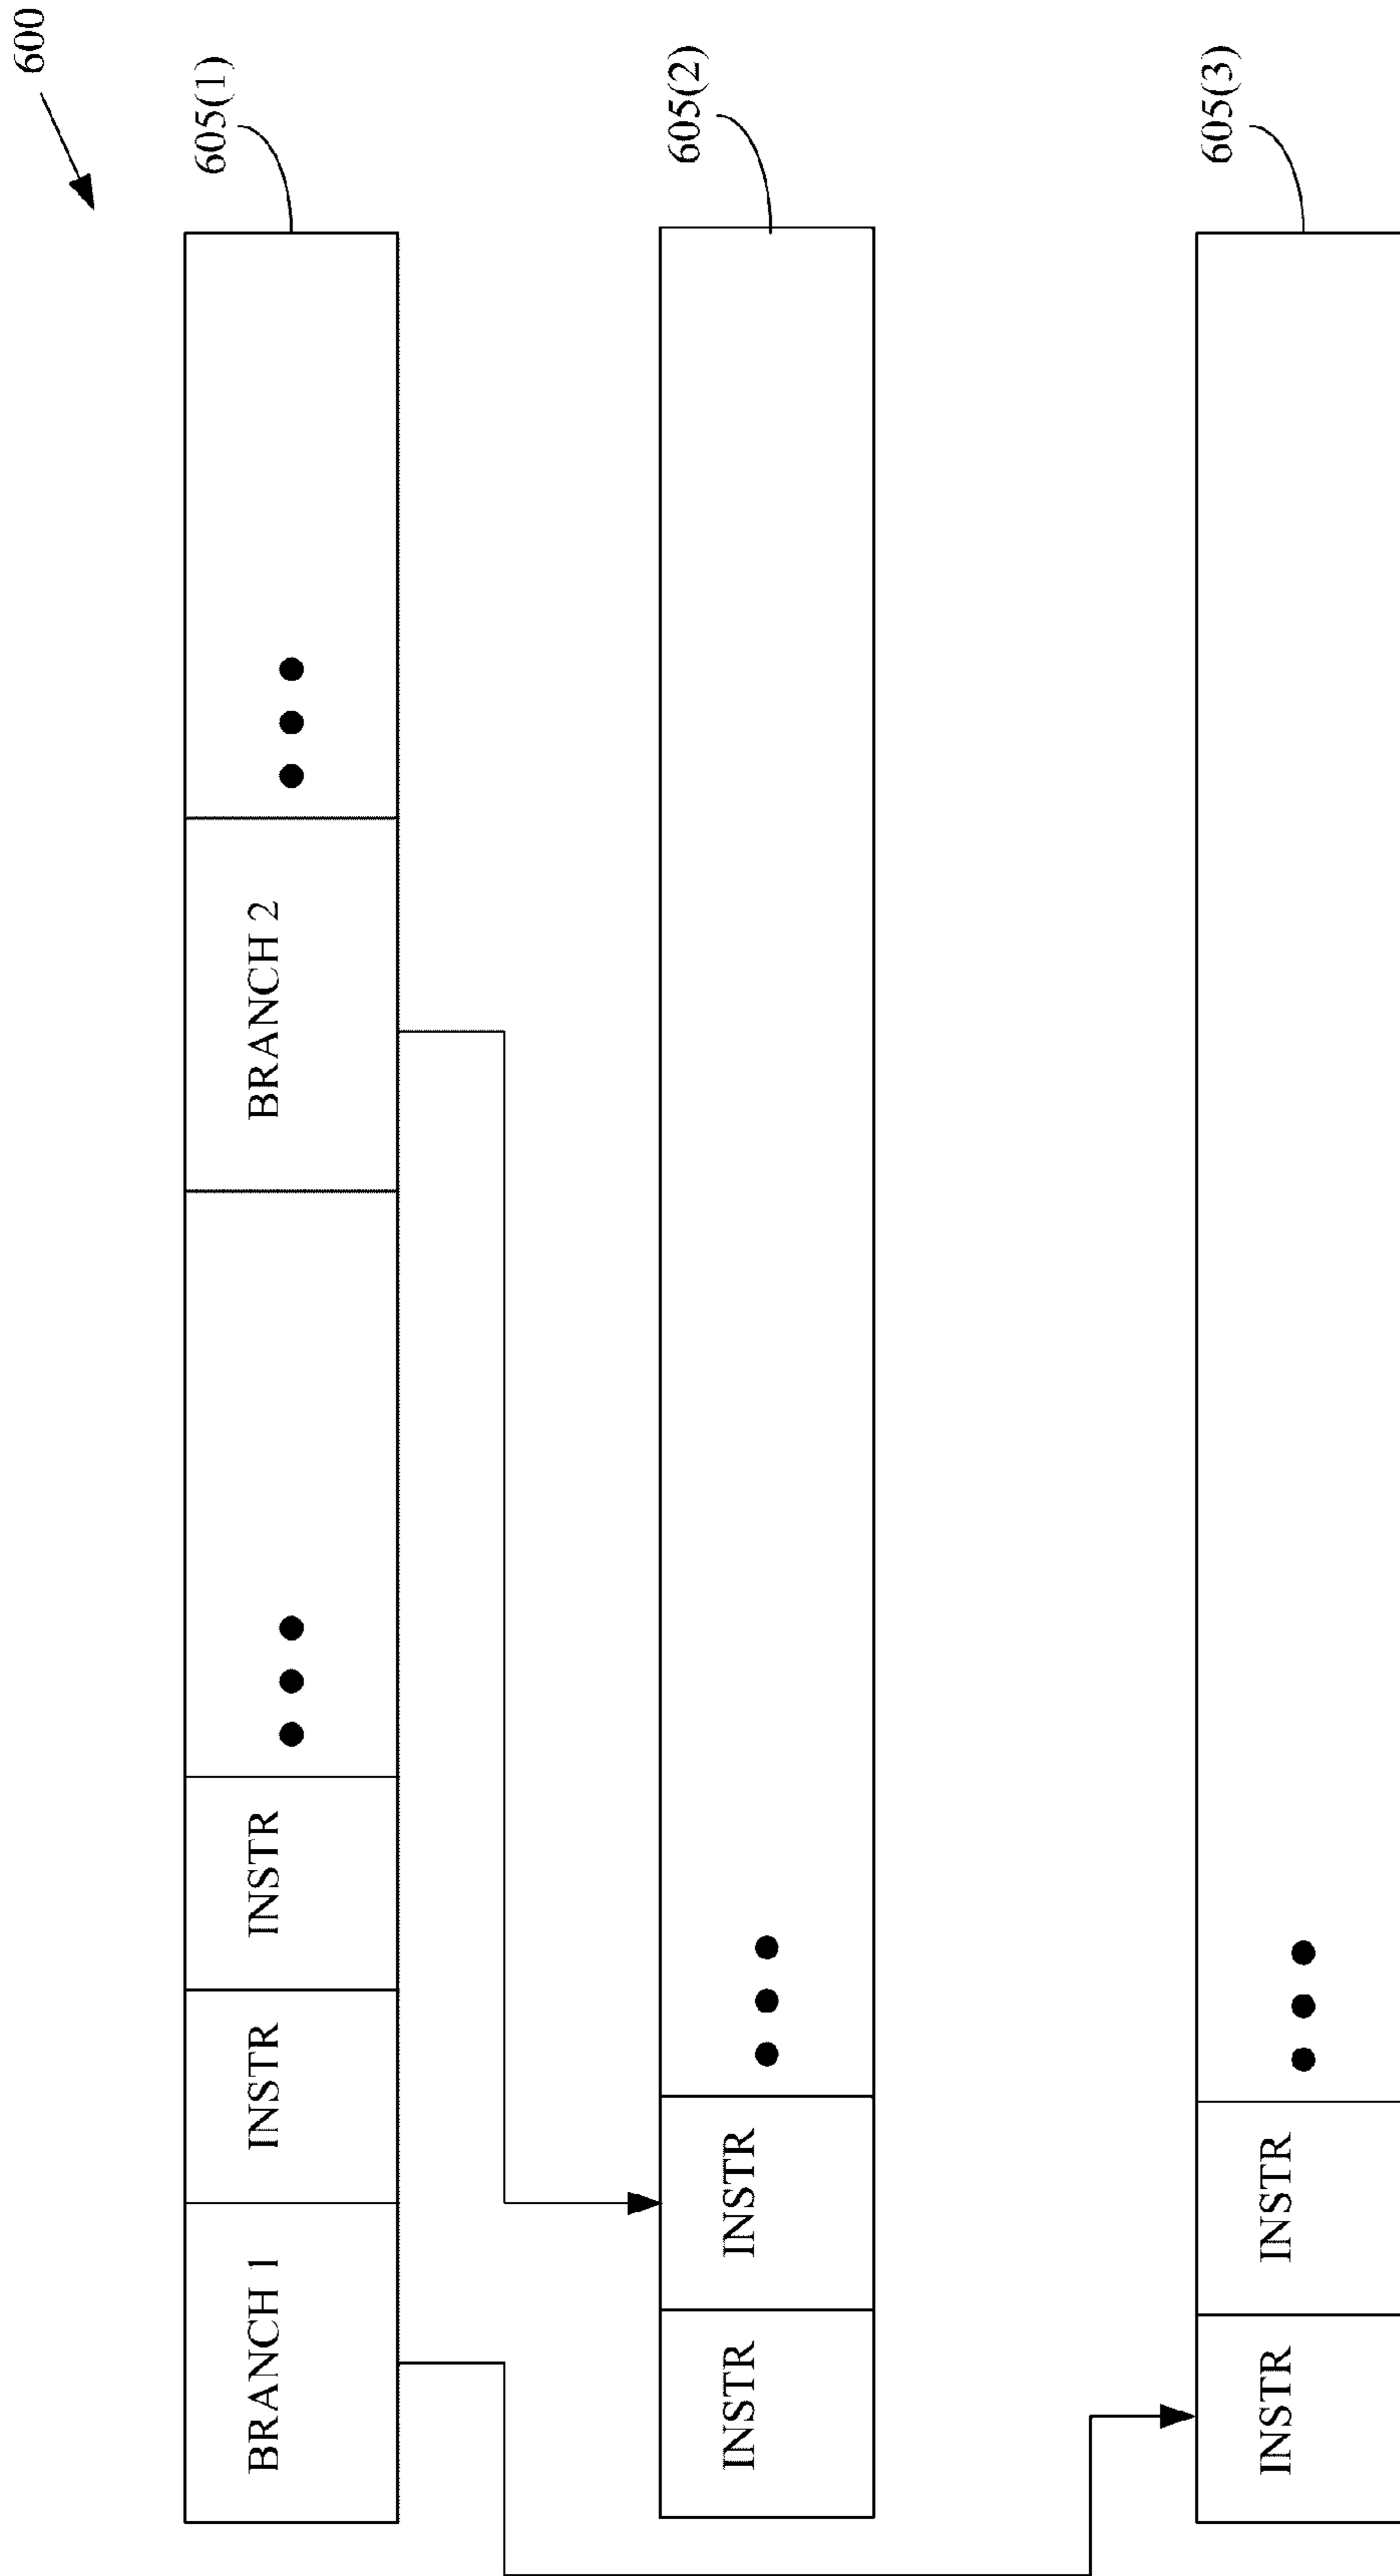 600
605(1)
BRANCH 1
INSTR
INSTR
BRANCH 2
605(2)
INSTR
INSTR
605(3)
INSTR
INSTR